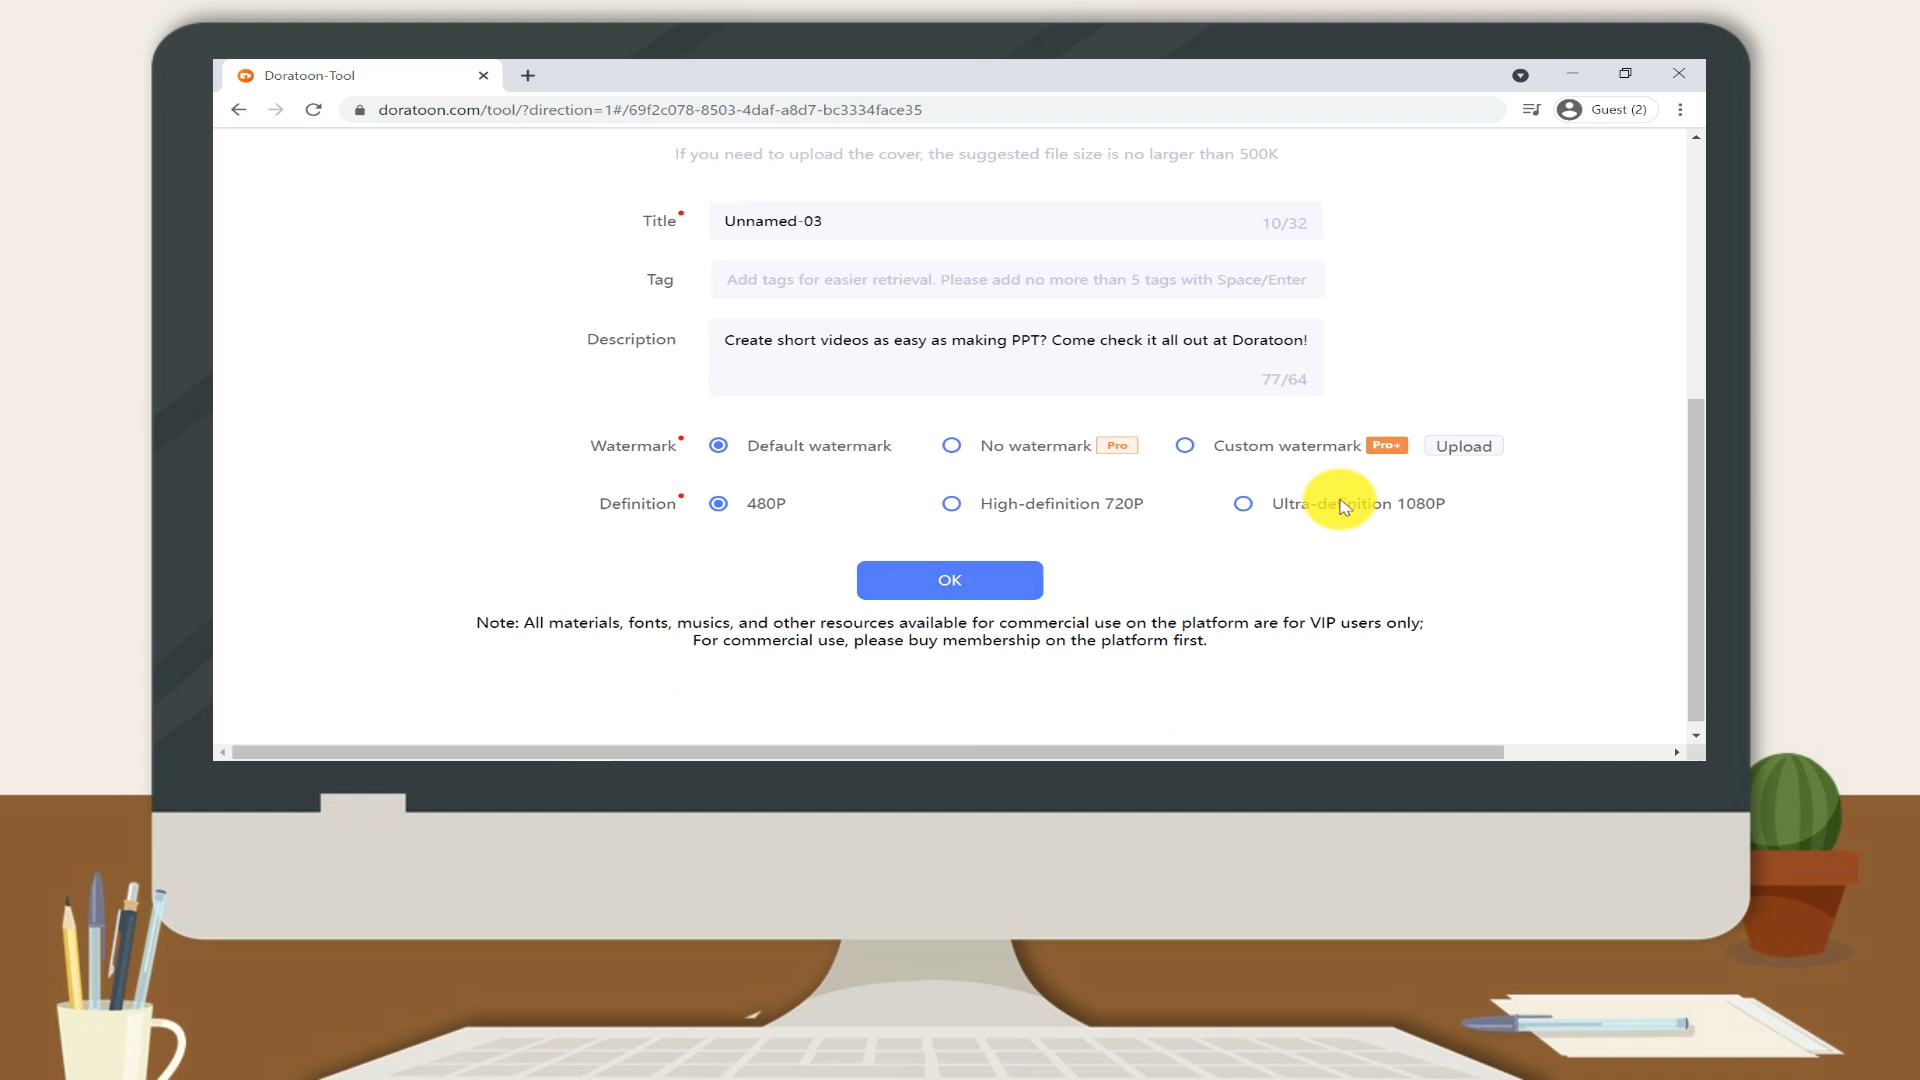 Doratoon-Tool
doratoon.com/tool/?direction=1#/69f2c078-8503-4daf-a8d7-bc3334face35
Guest (2)
If you need to upload the cover, the suggested file size is no larger than 500K
Title Unnamed-03 10/32
Tag Add tags for easier retrieval. Please add no more than 5 tags with Space/Enter
Description Create short videos as easy as making PPT? Come check it all out at Doratoon!
77/64
Watermark Default watermark No watermark Pro Custom watermark Pro+ Upload
Definition 480P High-definition 720P Ultra-definition 1080P
OK
Note: All materials, fonts, musics, and other resources available for commercial use on the platform are for VIP users only;
For commercial use, please buy membership on the platform first.